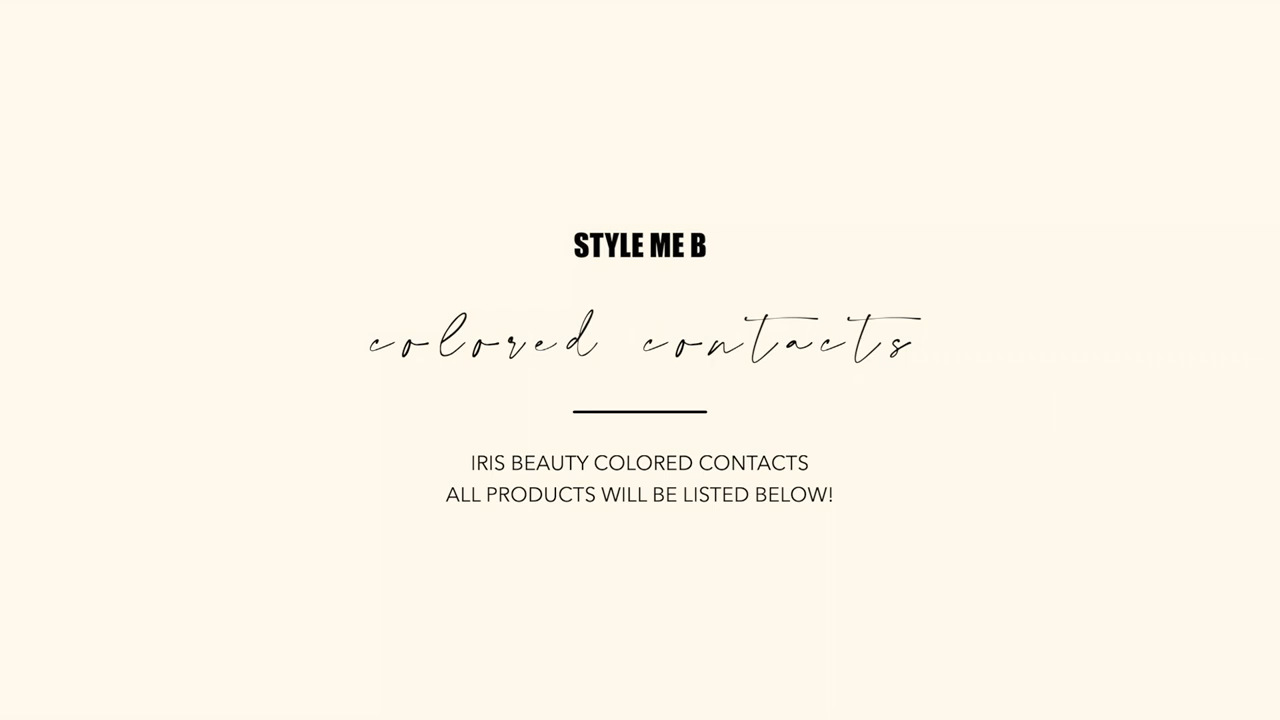 STYLE ME B
colored contacts
IRIS BEAUTY COLORED CONTACTS
ALL PRODUCTS WILL BE LISTED BELOW!